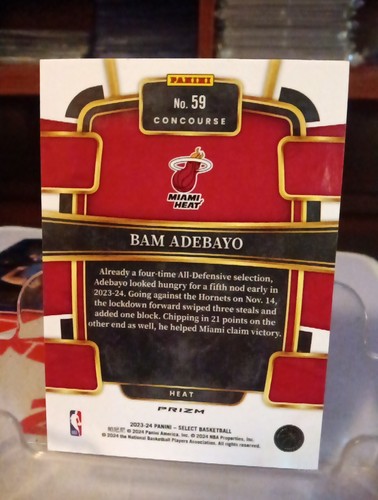 PANINI
No. 59
CONCOURSE
MIAMI
HEAT
BAM ADEBAYO
Already a four-time All-Defensive selection,
Adebayo looked hungry for a fifth nod early in
2023-24. Going against the Hornets on Nov. 14,
the lockdown forward swiped three steals and
added one block. Chipping in 21 points on the
other end as well, he helped Miami claim victory.
HEAT
PRIZM
NBA
2023-24 PANINI – SELECT BASKETBALL
© 2024 Panini America, Inc. © 2024 NBA Properties, Inc.
© 2024 the National Basketball Players Association. All rights reserved.